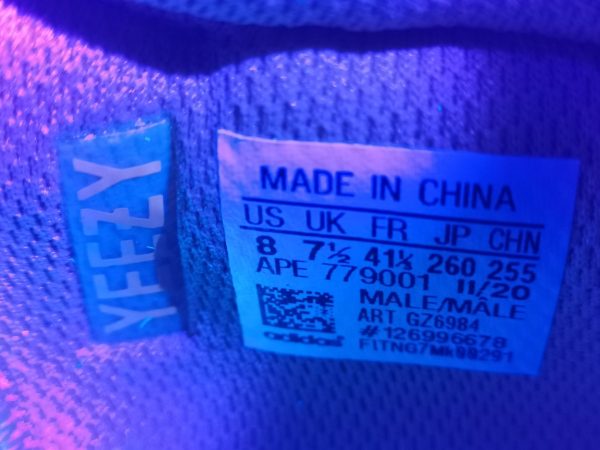 YEEZY
MADE IN CHINA
US UK FR JP CHN
8 7½ 41⅓ 260 255
APE 779001 11/20
MALE/MÂLE
ART GZ6984
#126996678
adidas